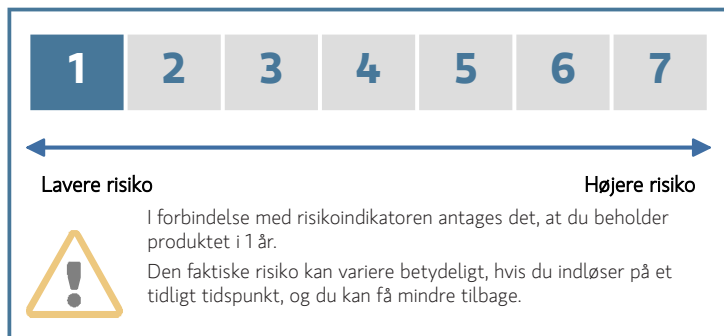 1 2 3 4 5 6 7
Lavere risiko Højere risiko
I forbindelse med risikoindikatoren antages det, at du beholder
produktet i 1 år.
Den faktiske risiko kan variere betydeligt, hvis du indløser på et
tidligt tidspunkt, og du kan få mindre tilbage.